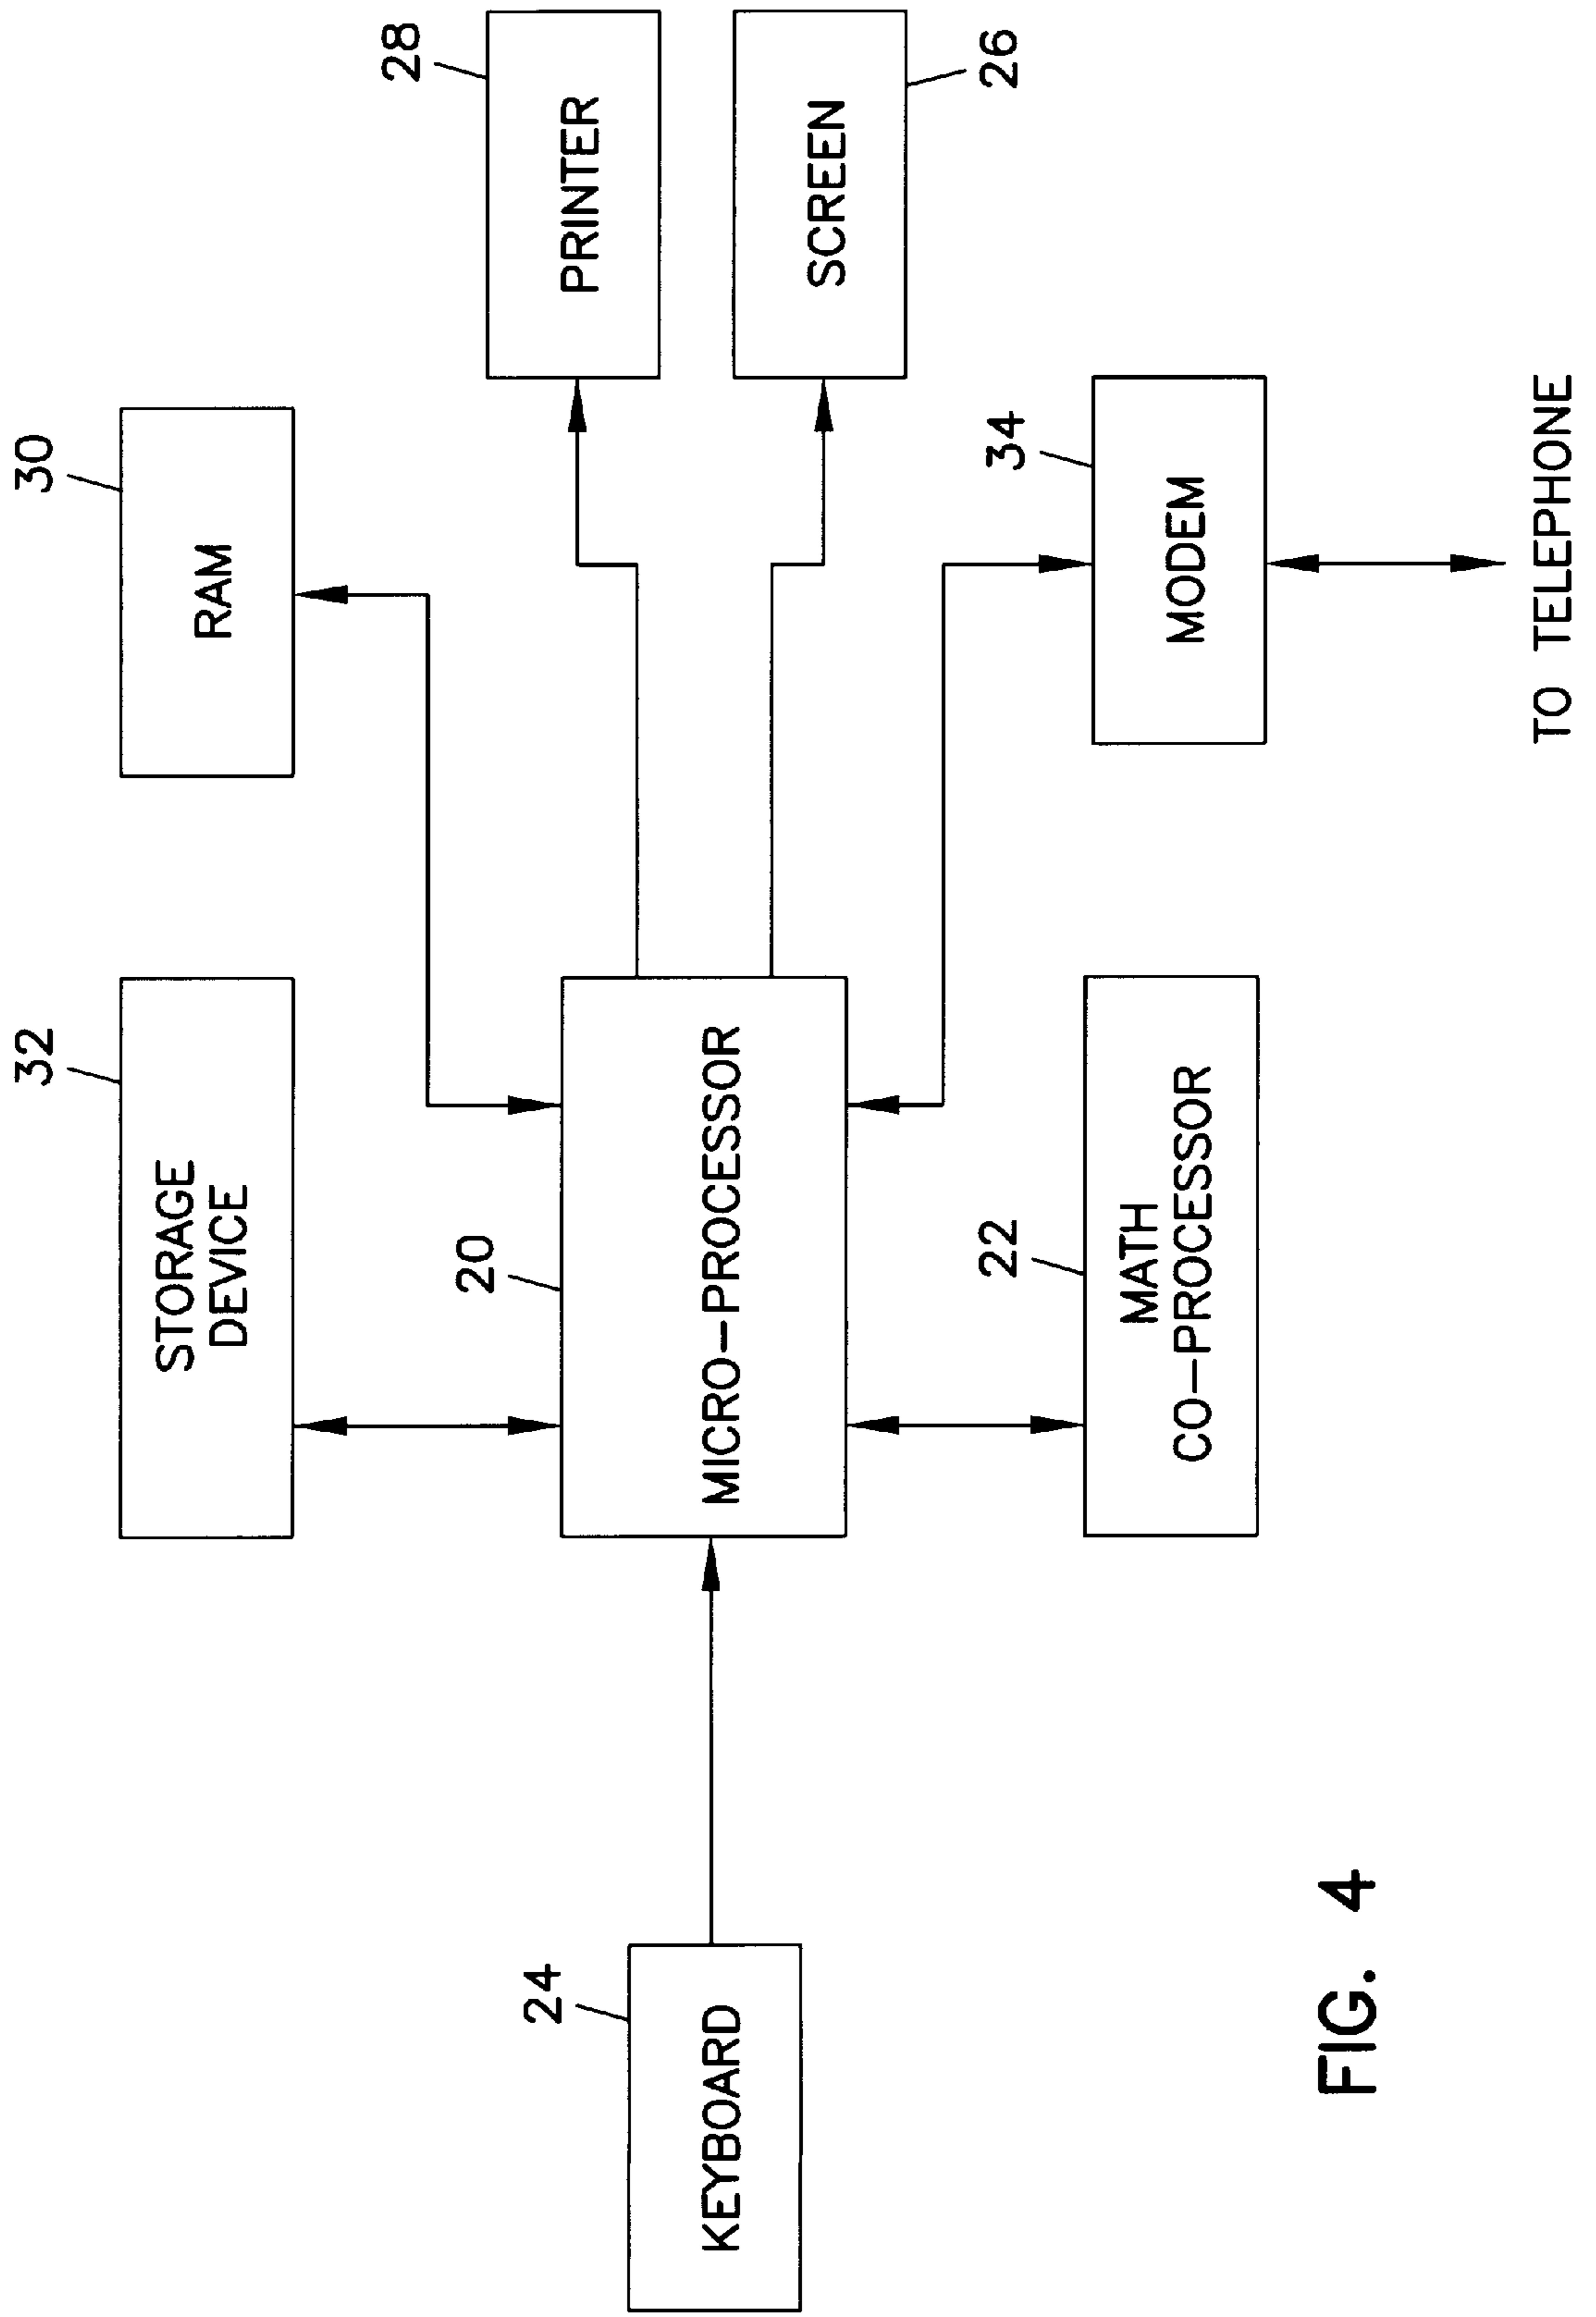 32
STORAGE
DEVICE
30
RAM
28
PRINTER
24
KEYBOARD
20
MICRO-PROCESSOR
SCREEN
26
22
MATH
CO-PROCESSOR
34
MODEM
TO TELEPHONE
FIG. 4